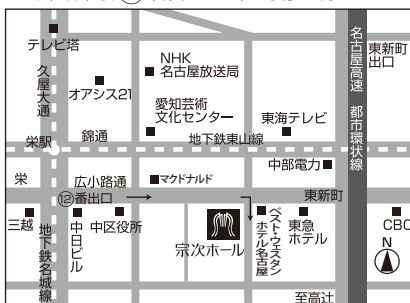 テレビ塔
久屋大通
オアシス21
NHK
名古屋放送局
愛知芸術
文化センター
東海テレビ
名古屋高速 都市環状線
東新町
出口
栄駅
錦通
地下鉄東山線
中部電力
栄
広小路通
マクドナルド
東新町
⑫番出口
三越
地下鉄名城線
中日ビル
中区役所
宗次ホール
ベスト・ウェスタン
ホテル名古屋
東急
ホテル
CBC
N
至高辻